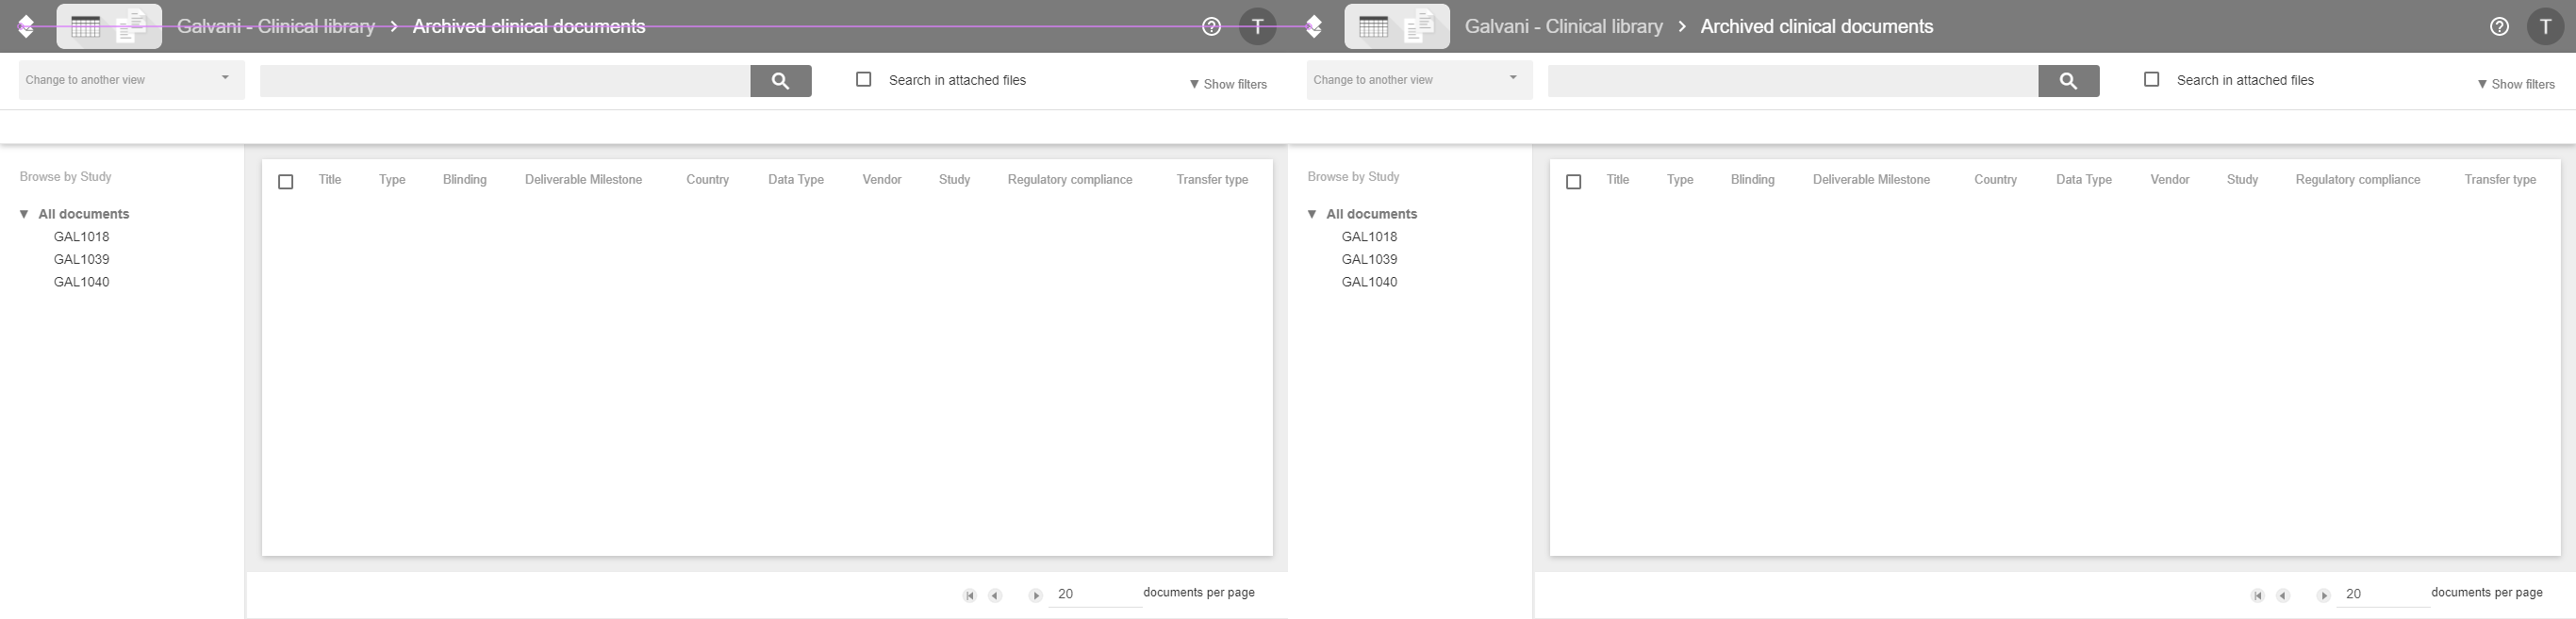 Galvani - Clinical library > Archived clinical documents
T
Change to another view
Search in attached files
▼ Show filters
Browse by Study
▼ All documents
GAL1018
GAL1039
GAL1040
Title Type Blinding Deliverable Milestone Country Data Type Vendor Study Regulatory compliance Transfer type
20 documents per page
Galvani - Clinical library > Archived clinical documents
T
Change to another view
Search in attached files
▼ Show filters
Browse by Study
▼ All documents
GAL1018
GAL1039
GAL1040
Title Type Blinding Deliverable Milestone Country Data Type Vendor Study Regulatory compliance Transfer type
20 documents per page